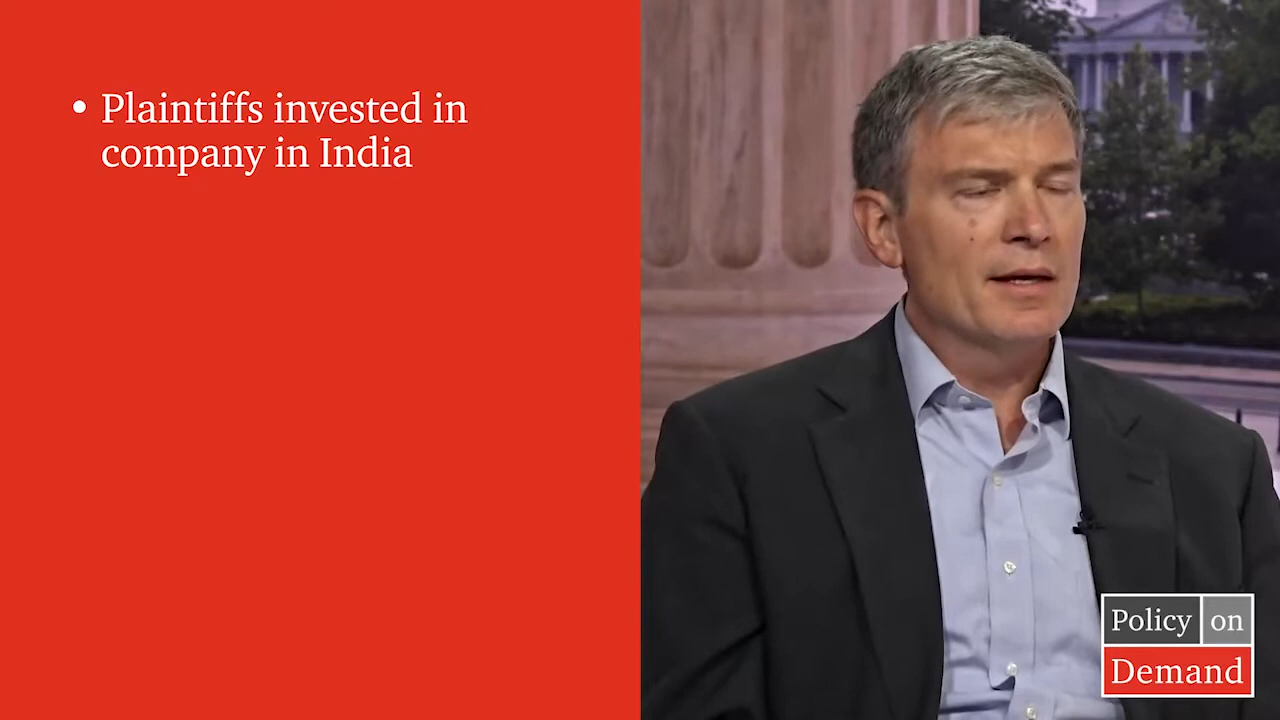 • Plaintiffs invested in
company in India
Policy on
Demand